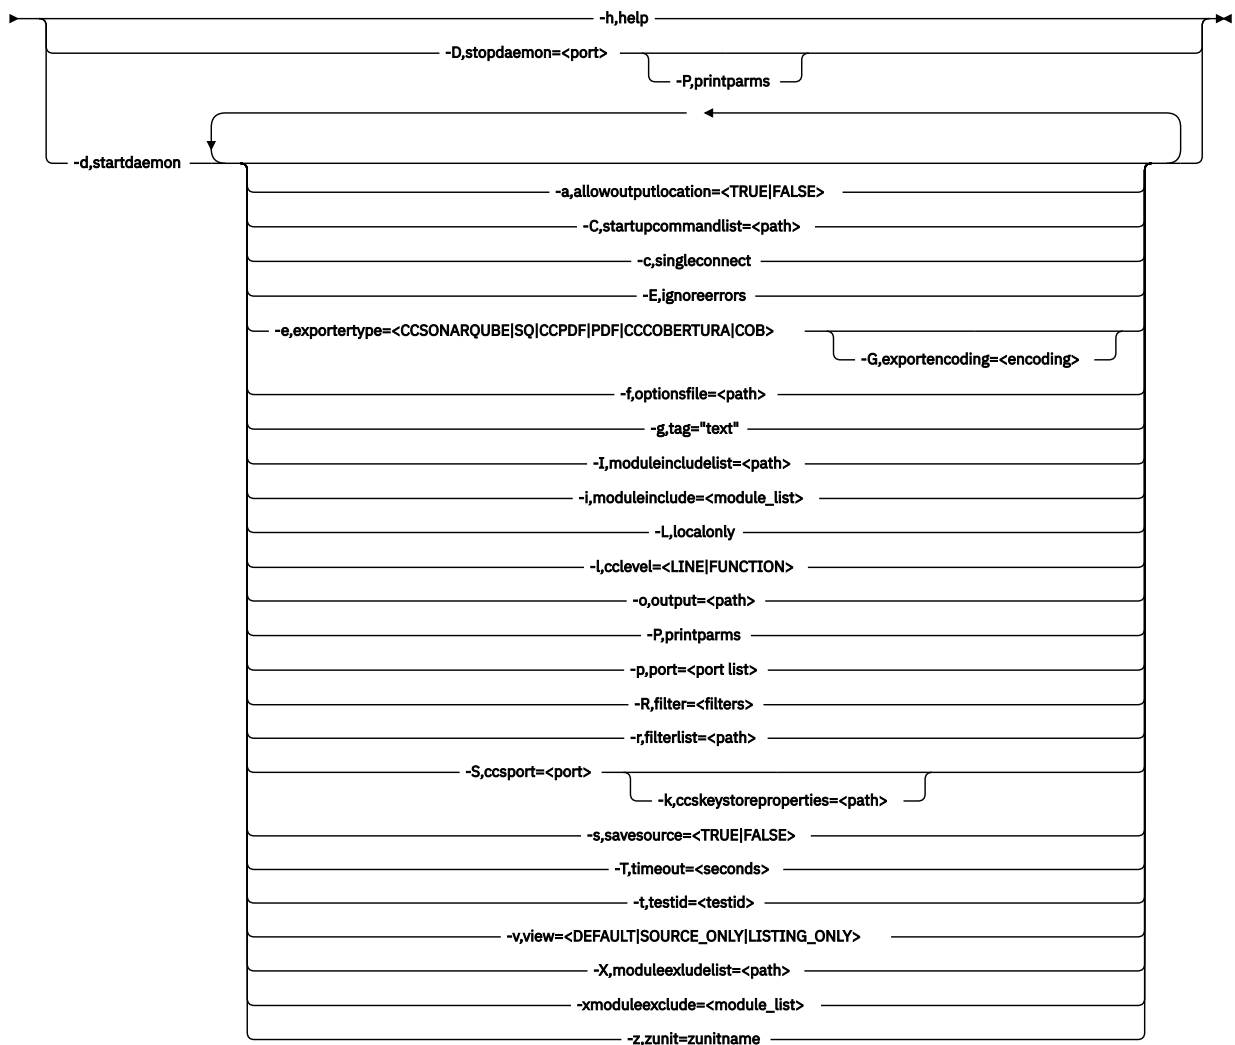 -h,help
-D,stopdaemon=<port>
-P,printparms
-d,startdaemon
-a,allowoutputlocation=<TRUE|FALSE>
-C,startupcommandlist=<path>
-c,singleconnect
-E,ignoreerrors
-e,exportertype=<CCSONARQUBE|SQ|CCPDF|PDF|CCCOBERTURA|COB>
-G,exportencoding=<encoding>
-f,optionsfile=<path>
-g,tag="text"
-I,moduleincludelist=<path>
-i,moduleinclude=<module_list>
-L,localonly
-l,cclevel=<LINE|FUNCTION>
-o,output=<path>
-P,printparms
-p,port=<port list>
-R,filter=<filters>
-r,filterlist=<path>
-S,ccsport=<port>
-k,ccskeystoreproperties=<path>
-s,savesource=<TRUE|FALSE>
-T,timeout=<seconds>
-t,testid=<testid>
-v,view=<DEFAULT|SOURCE_ONLY|LISTING_ONLY>
-X,moduleexludelist=<path>
-xmoduleexclude=<module_list>
-z,zunit=zunitname